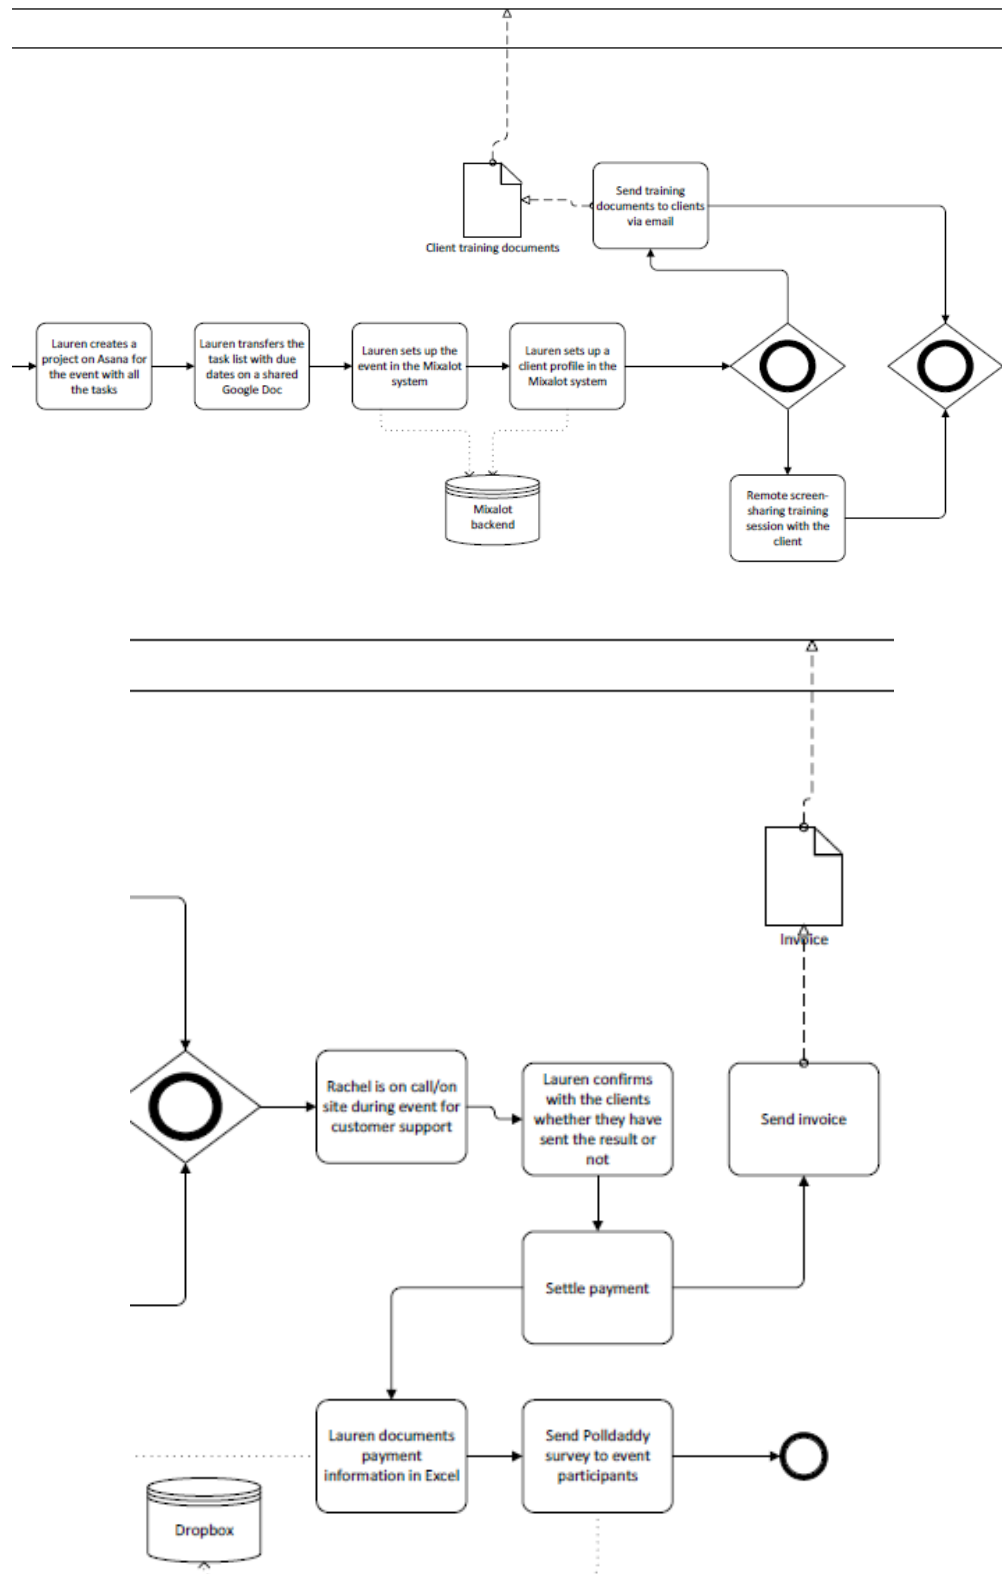 Send training
documents to clients
via email
Client training documents
Lauren creates a
project on Asana for
the event with all
the tasks
Lauren transfers the
task list with due
dates on a shared
Google Doc
Lauren sets up the
event in the Mixalot
system
Lauren sets up a
client profile in the
Mixalot system
Mixalot
backend
Remote screen-
sharing training
session with the
client
Invoice
Rachel is on call/on
site during event for
customer support
Lauren confirms
with the clients
whether they have
sent the result or
not
Send invoice
Settle payment
Lauren documents
payment
information in Excel
Send Polldaddy
survey to event
participants
Dropbox